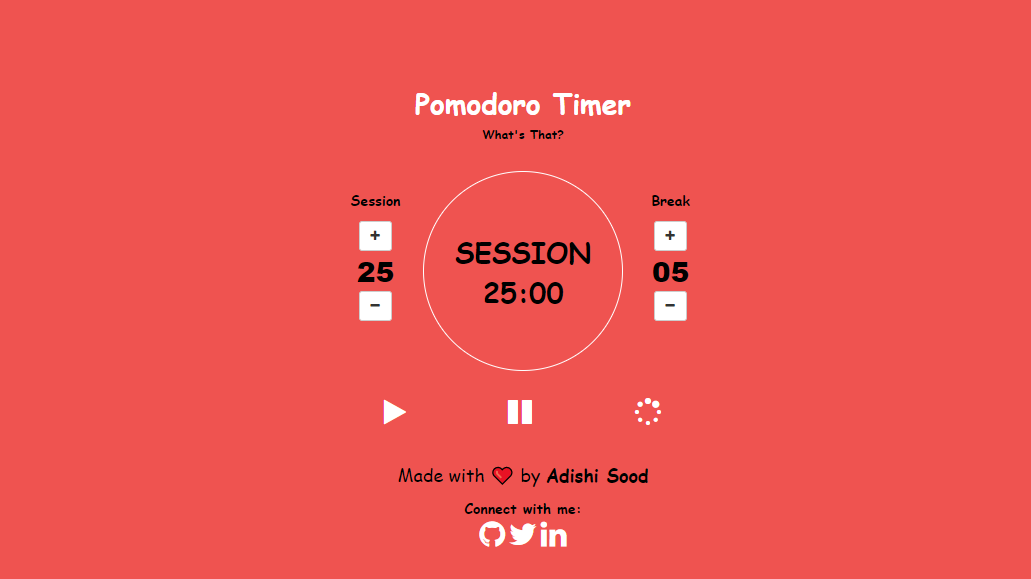 Pomodoro Timer
What's That?
Session
+
25
−
SESSION
25:00
Break
+
05
−
Made with ❤ by Adishi Sood
Connect with me:
in